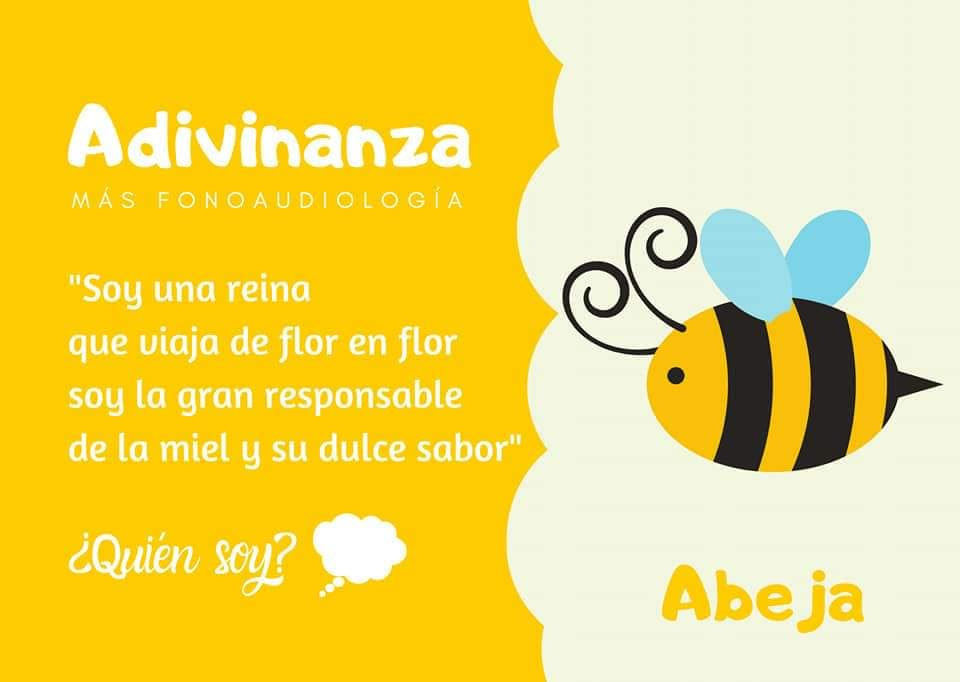 Adivinanza
MÁS FONOAUDIOLOGÍA
"Soy una reina
que viaja de flor en flor
soy la gran responsable
de la miel y su dulce sabor"
¿Quién soy?
Abeja